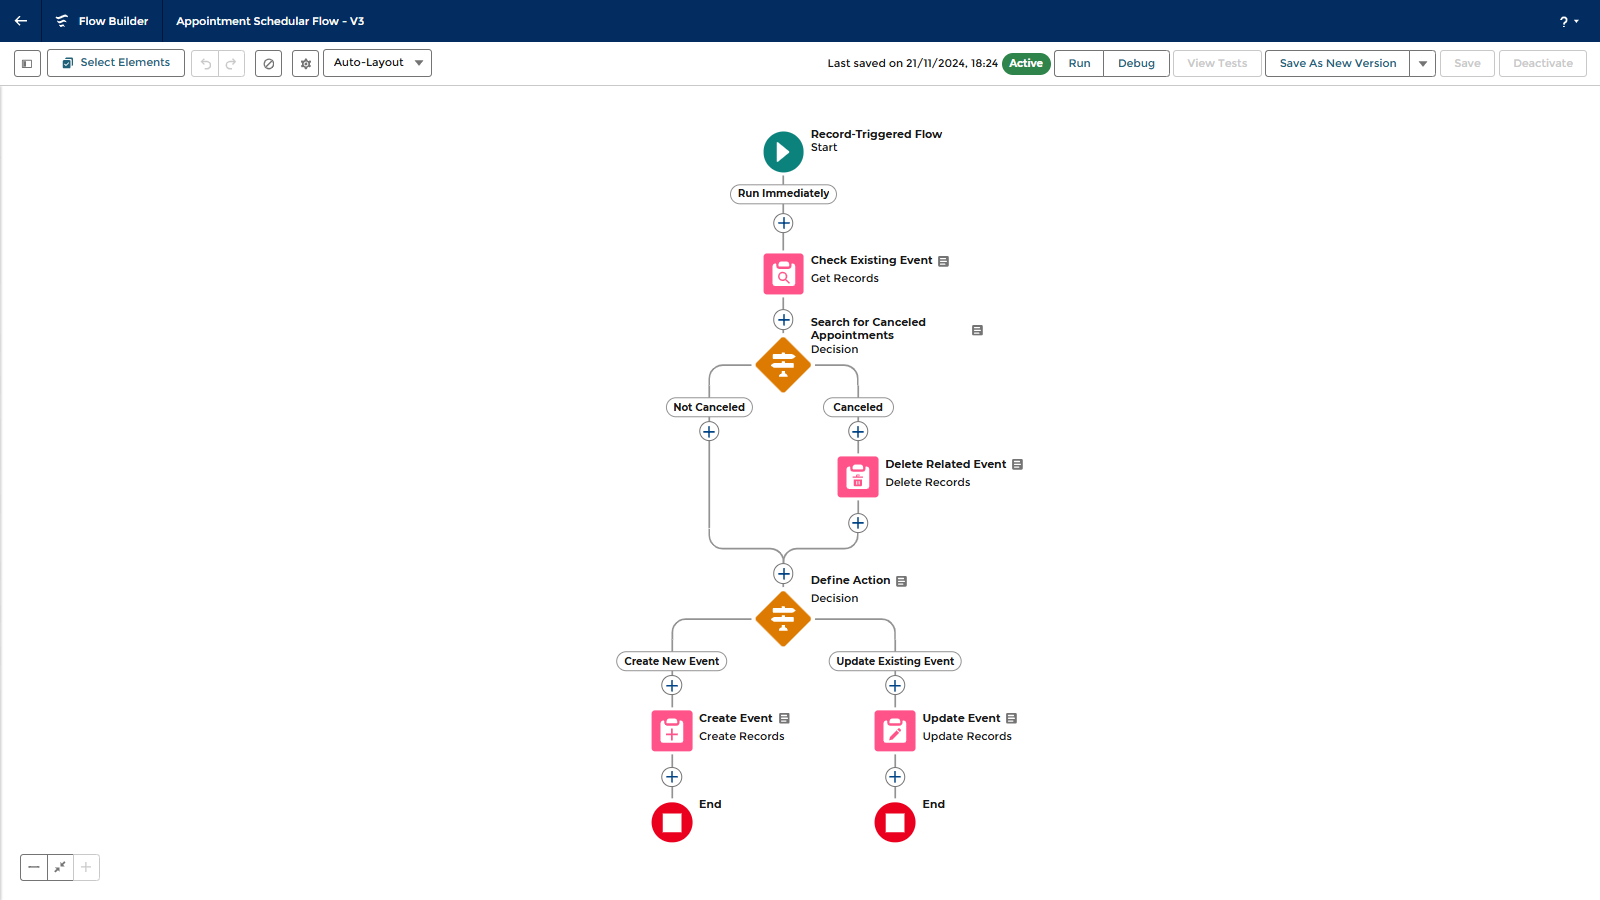 Flow Builder
Appointment Schedular Flow - V3
?
Select Elements
Auto-Layout
Last saved on 21/11/2024, 18:24
Active
Run
Debug
View Tests
Save As New Version
Save
Deactivate
Record-Triggered Flow
Start
Run Immediately
Check Existing Event
Get Records
Search for Canceled
Appointments
Decision
Not Canceled
Canceled
Delete Related Event
Delete Records
Define Action
Decision
Create New Event
Update Existing Event
Create Event
Create Records
Update Event
Update Records
End
End